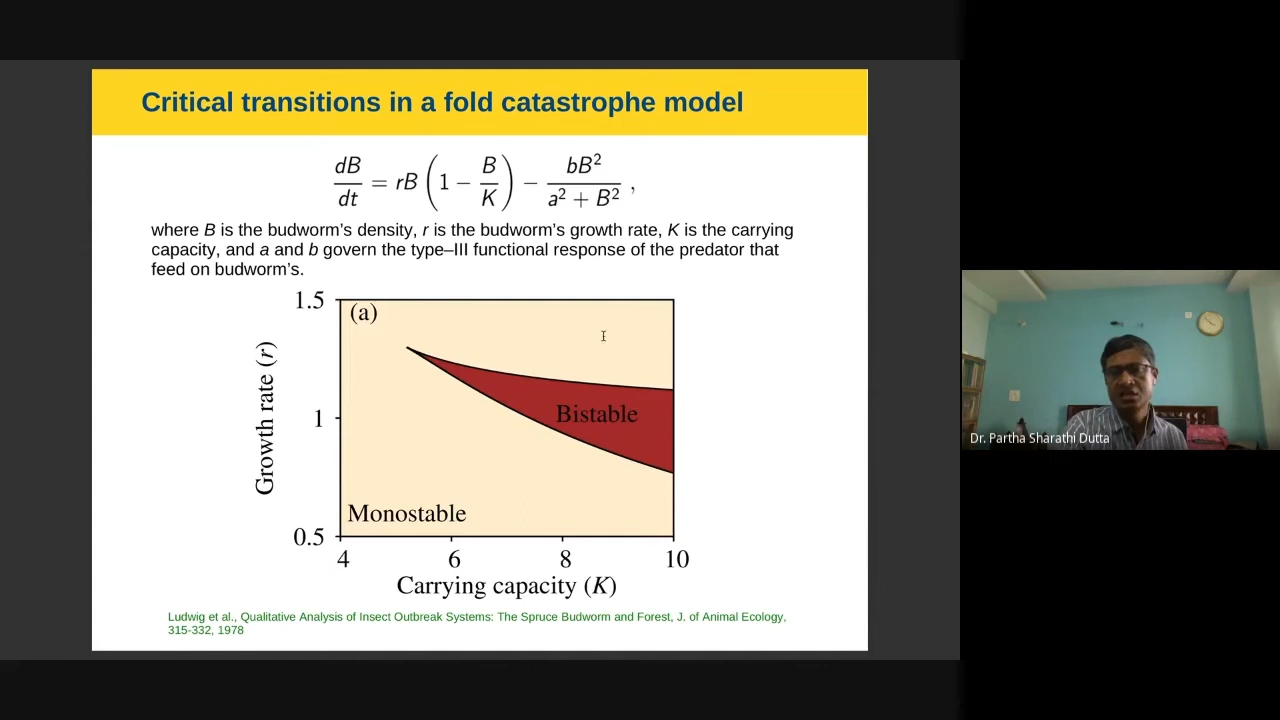 Critical transitions in a fold catastrophe model
dB/dt = rB (1 − B/K) − bB²/(a² + B²) ,
where B is the budworm's density, r is the budworm's growth rate, K is the carrying
capacity, and a and b govern the type–III functional response of the predator that
feed on budworm's.
1.5
(a)
Growth rate (r)
1
Bistable
Monostable
0.5
4 6 8 10
Carrying capacity (K)
Ludwig et al., Qualitative Analysis of Insect Outbreak Systems: The Spruce Budworm and Forest, J. of Animal Ecology,
315-332, 1978
Dr. Partha Sharathi Dutta